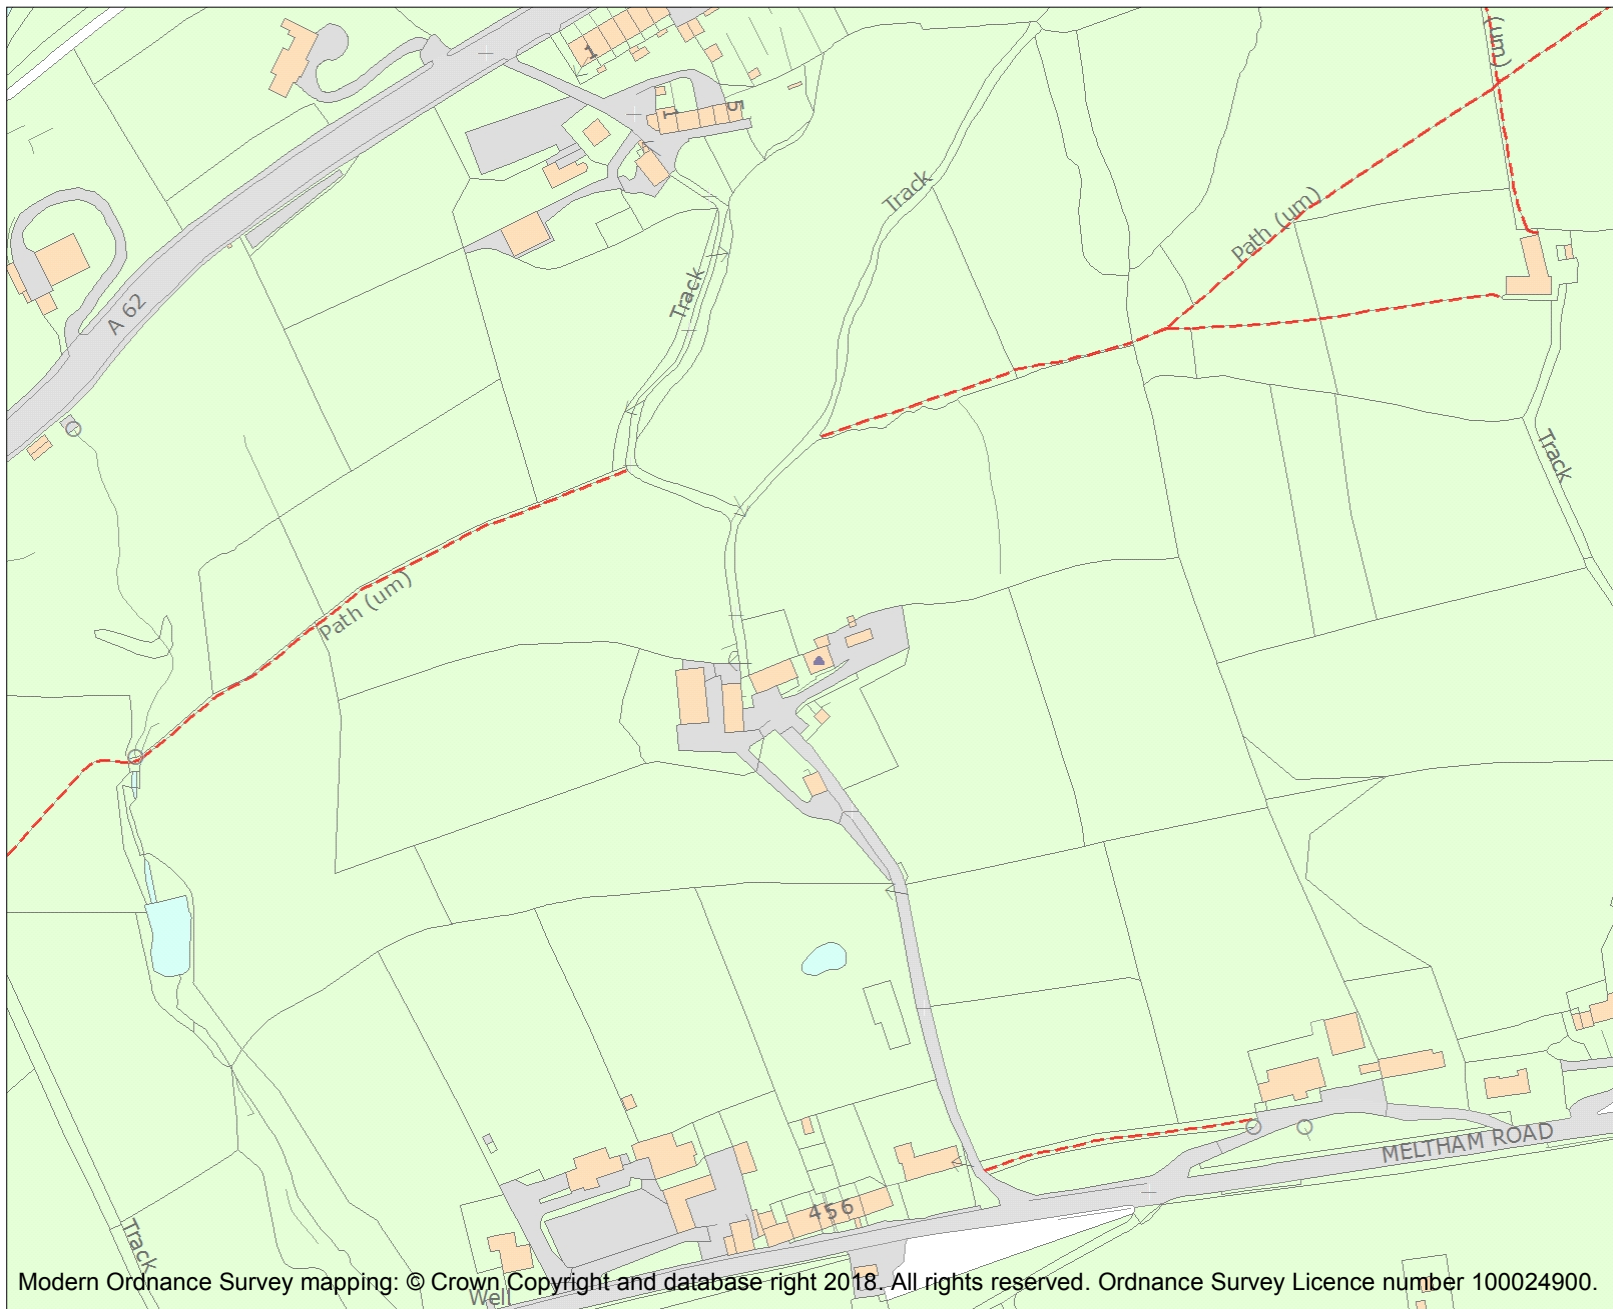 (um)
1
1
5
Track
Path (um)
Track
A 62
Track
Path (um)
MELTHAM ROAD
4 5 6
Track
Modern Ordnance Survey mapping: © Crown Copyright and database right 2018. All rights reserved. Ordnance Survey Licence number 100024900.
Well